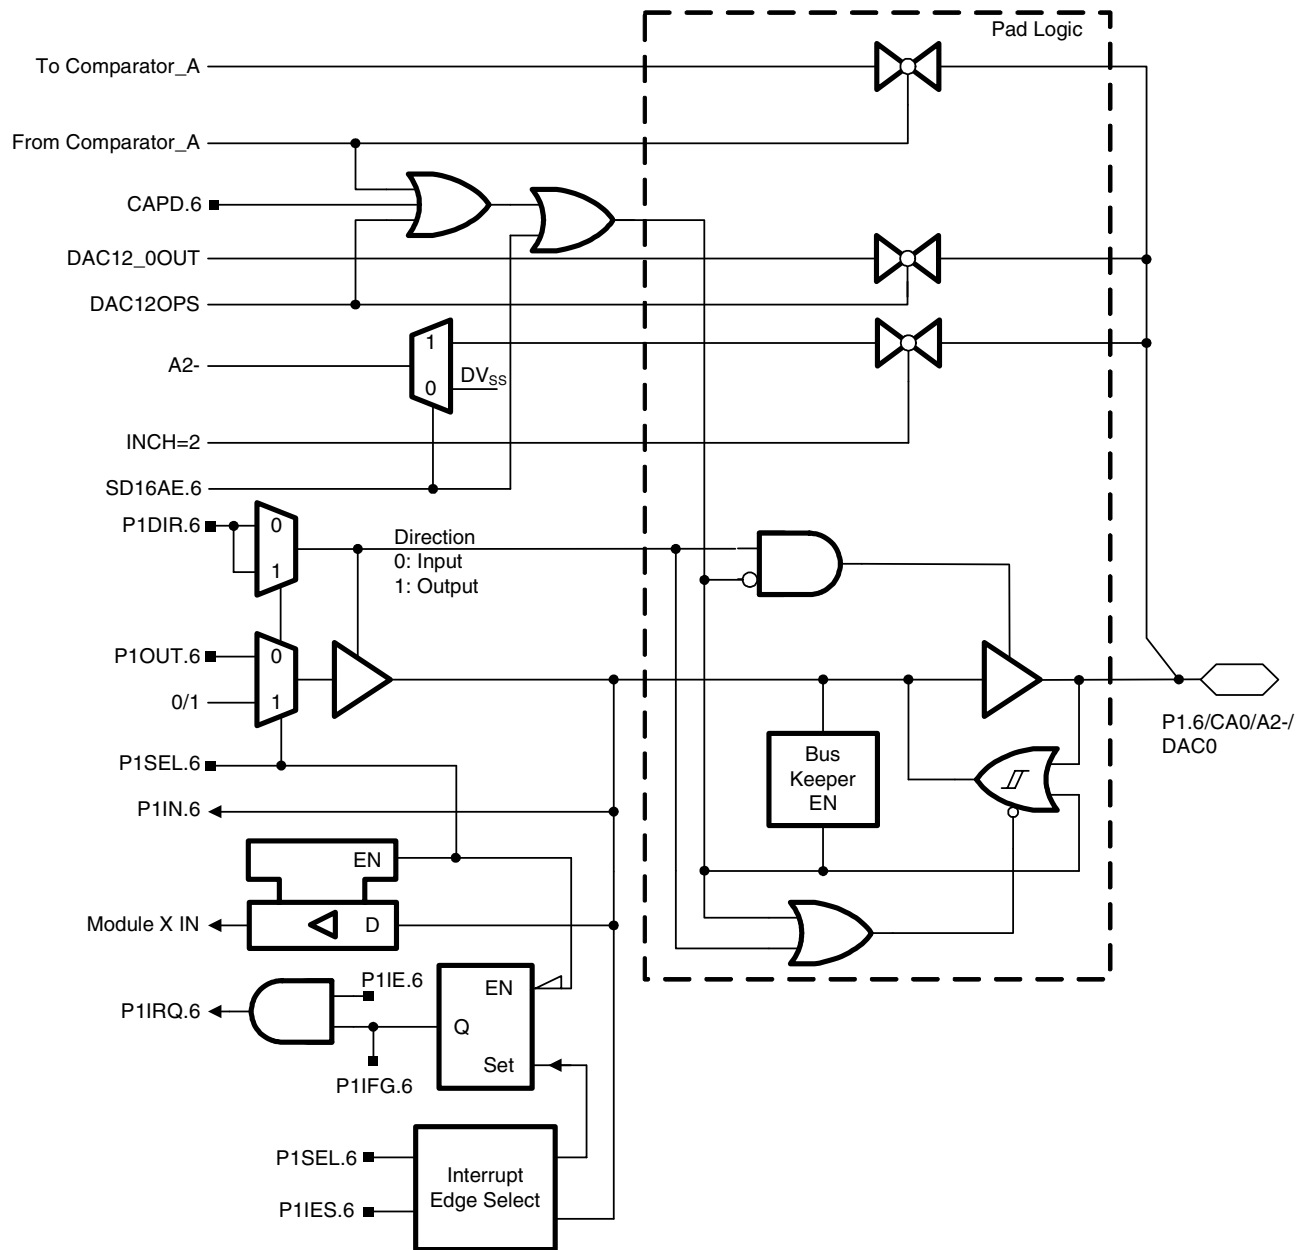 Pad Logic
To Comparator_A
From Comparator_A
CAPD.6
DAC12_0OUT
DAC12OPS
1
A2-
0
DVSS
INCH=2
SD16AE.6
P1DIR.6
0
1
Direction
0: Input
1: Output
P1OUT.6
0
0/1
1
P1.6/CA0/A2-/
DAC0
P1SEL.6
Bus
Keeper
EN
P1IN.6
EN
Module X IN
D
P1IE.6
EN
P1IRQ.6
Q
Set
P1IFG.6
P1SEL.6
Interrupt
Edge Select
P1IES.6